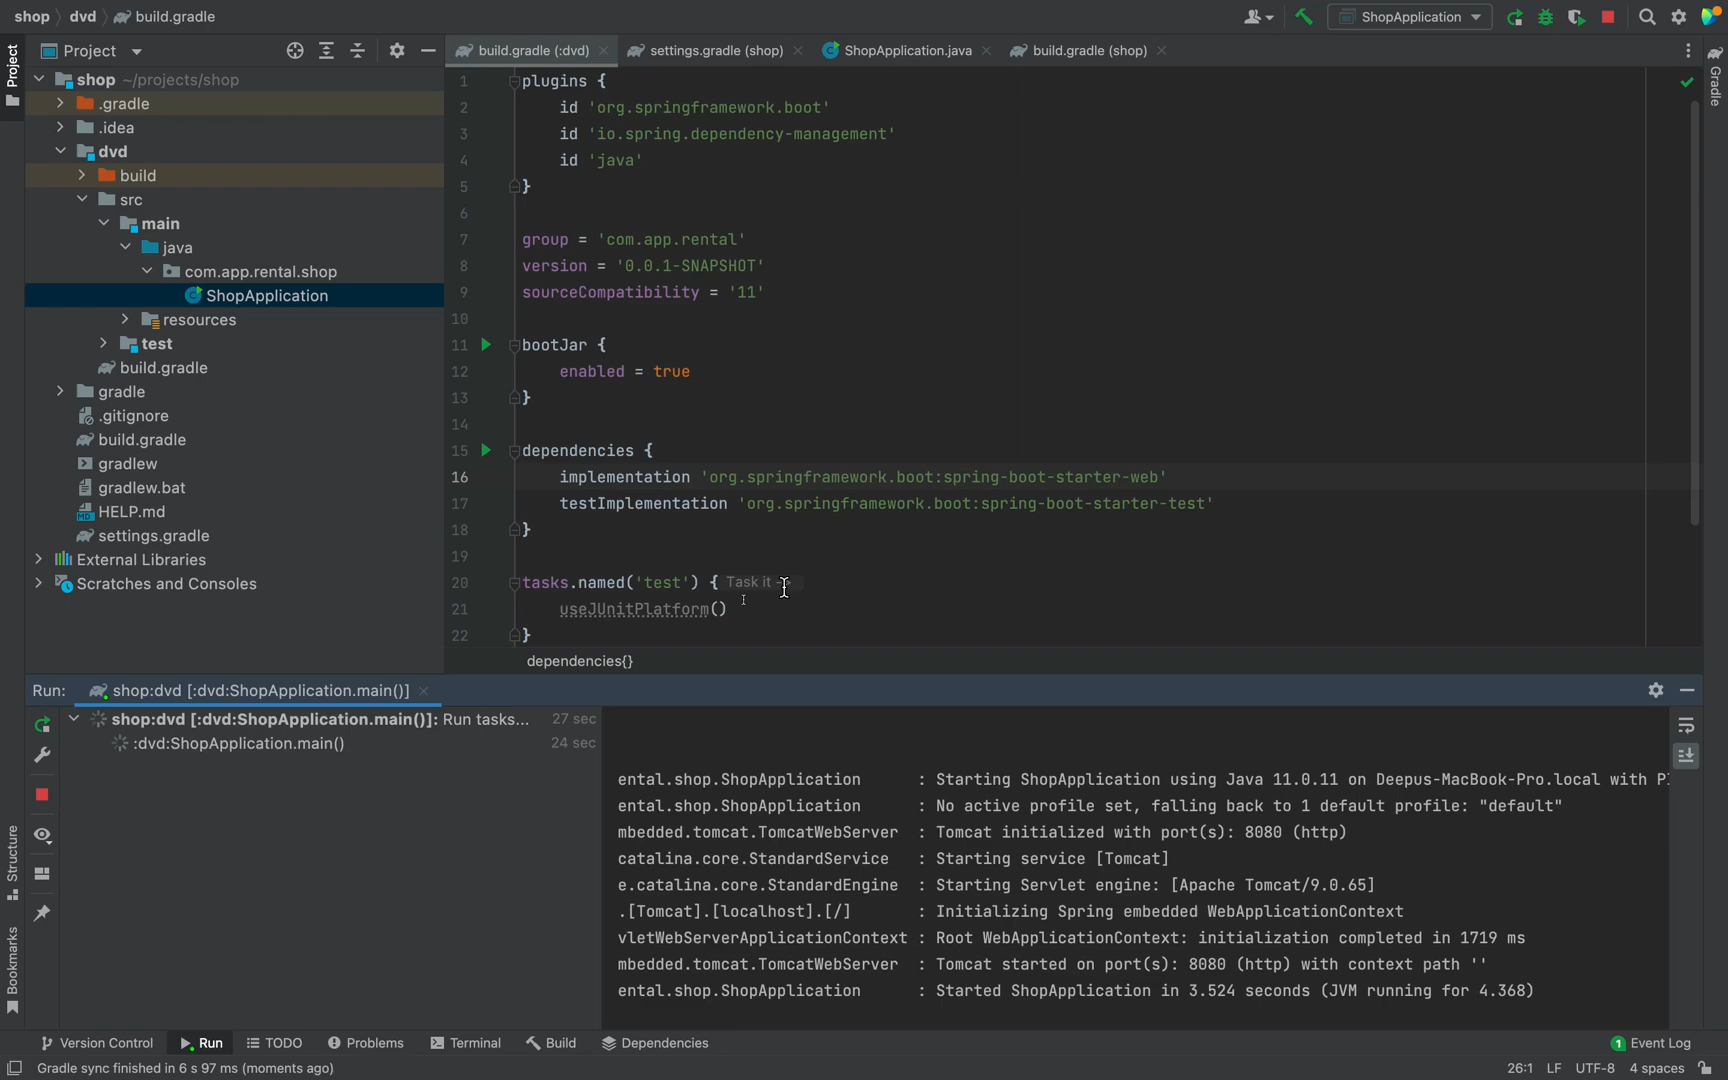 shop dvd build.gradle
ShopApplication
Project
build.gradle (:dvd)
settings.gradle (shop)
ShopApplication.java
build.gradle (shop)
Project
Gradle
shop ~/projects/shop
.gradle
.idea
dvd
build
src
main
java
com.app.rental.shop
ShopApplication
resources
test
build.gradle
gradle
.gitignore
build.gradle
gradlew
gradlew.bat
HELP.md
settings.gradle
External Libraries
Scratches and Consoles
1 plugins {
2 id 'org.springframework.boot'
3 id 'io.spring.dependency-management'
4 id 'java'
5 }
6
7 group = 'com.app.rental'
8 version = '0.0.1-SNAPSHOT'
9 sourceCompatibility = '11'
10
11 bootJar {
12 enabled = true
13 }
14
15 dependencies {
16 implementation 'org.springframework.boot:spring-boot-starter-web'
17 testImplementation 'org.springframework.boot:spring-boot-starter-test'
18 }
19
20 tasks.named('test') { Task it
21 useJUnitPlatform()
22 }
dependencies{}
Run: shop:dvd [:dvd:ShopApplication.main()]
shop:dvd [:dvd:ShopApplication.main()]: Run tasks... 27 sec
:dvd:ShopApplication.main() 24 sec
ental.shop.ShopApplication : Starting ShopApplication using Java 11.0.11 on Deepus-MacBook-Pro.local with PI
ental.shop.ShopApplication : No active profile set, falling back to 1 default profile: "default"
mbedded.tomcat.TomcatWebServer : Tomcat initialized with port(s): 8080 (http)
catalina.core.StandardService : Starting service [Tomcat]
e.catalina.core.StandardEngine : Starting Servlet engine: [Apache Tomcat/9.0.65]
.[Tomcat].[localhost].[/] : Initializing Spring embedded WebApplicationContext
vletWebServerApplicationContext : Root WebApplicationContext: initialization completed in 1719 ms
mbedded.tomcat.TomcatWebServer : Tomcat started on port(s): 8080 (http) with context path ''
ental.shop.ShopApplication : Started ShopApplication in 3.524 seconds (JVM running for 4.368)
Structure
Bookmarks
Version Control Run TODO Problems Terminal Build Dependencies 1 Event Log
Gradle sync finished in 6 s 97 ms (moments ago) 26:1 LF UTF-8 4 spaces